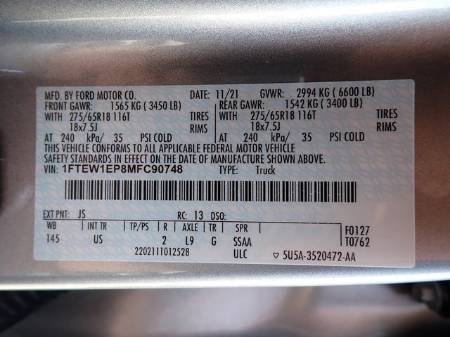 MFD. BY FORD MOTOR CO. 11/21 GVWR: 2994 KG ( 6600 LB)
FRONT GAWR: 1565 KG ( 3450 LB) REAR GAWR: 1542 KG ( 3400 LB)
WITH 275/65R18 116T TIRES WITH 275/65R18 116T TIRES
18x7.5J RIMS 18x7.5J RIMS
AT 240 kPa/ 35 PSI COLD AT 240 kPa/ 35 PSI COLD
THIS VEHICLE CONFORMS TO ALL APPLICABLE FEDERAL MOTOR VEHICLE
SAFETY STANDARDS IN EFFECT ON THE DATE OF MANUFACTURE SHOWN ABOVE.
VIN: 1FTEW1EP8MFC90748 TYPE: Truck
EXT PNT: JS RC: 13 DSO:
WB INT TR TP/PS R AXLE TR SPR F0127
145 US 2 L9 G SSAA T0762
2202111012528 ULC 5U5A-3520472-AA